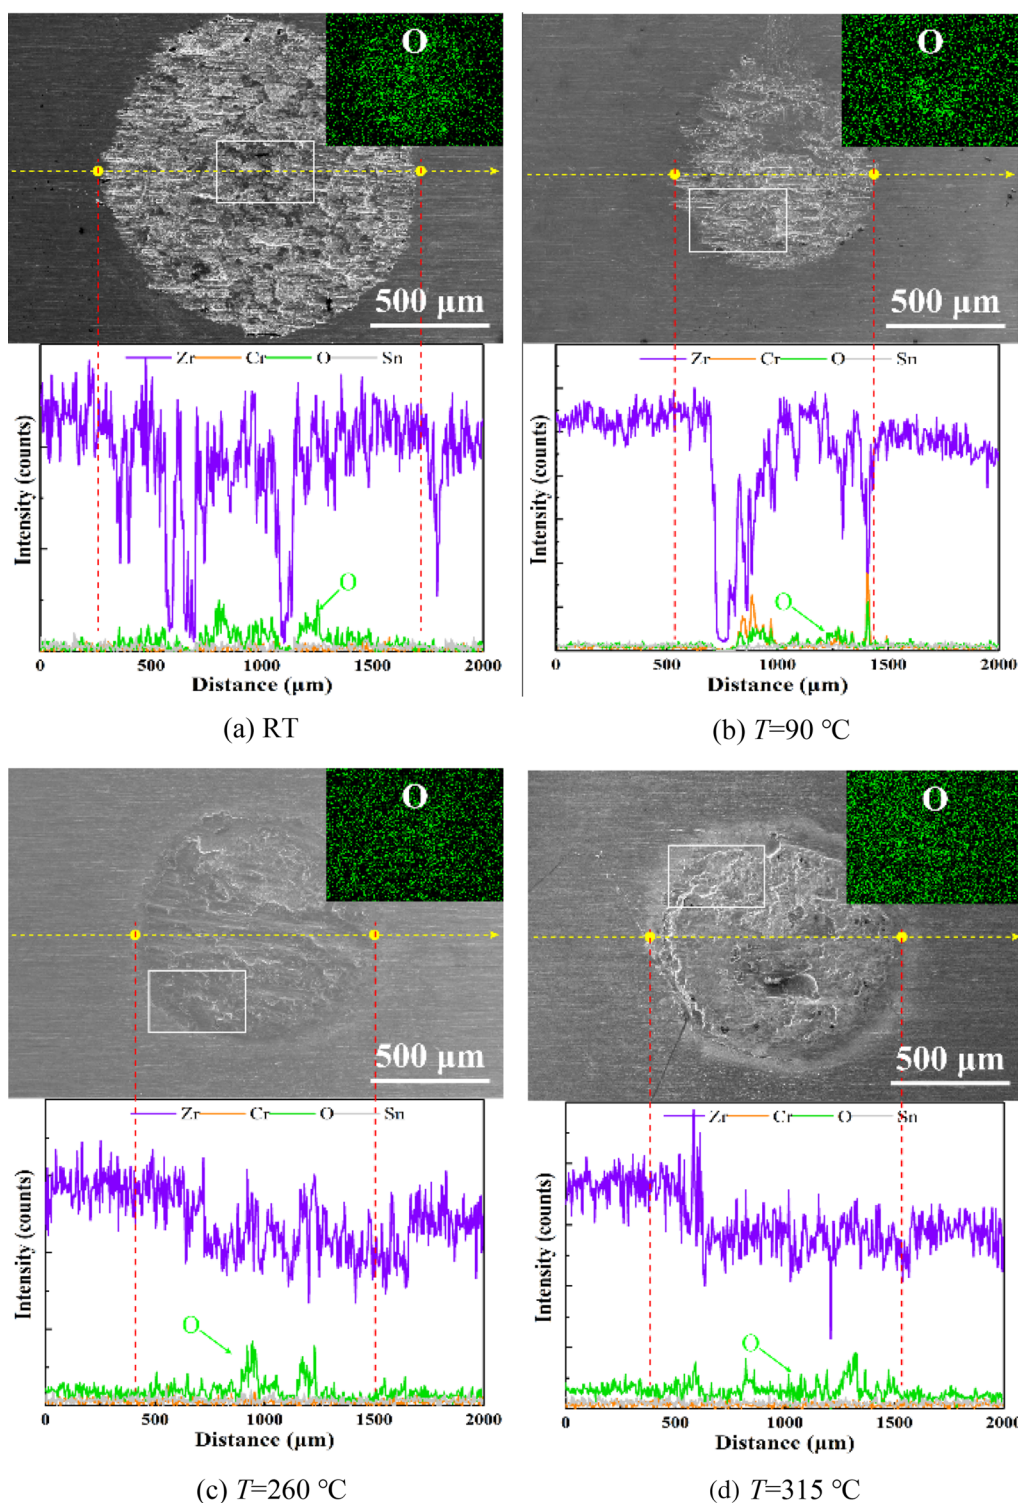 O
500 µm
Zr Cr O Sn
Intensity (counts)
O
0 500 1000 1500 2000
Distance (µm)
(a) RT
O
500 µm
Zr Cr O Sn
Intensity (counts)
O
0 500 1000 1500 2000
Distance (µm)
(b) T=90 ℃
O
500 µm
Zr Cr O Sn
Intensity (counts)
O
0 500 1000 1500 2000
Distance (µm)
(c) T=260 ℃
O
500 µm
Zr Cr O Sn
Intensity (counts)
O
0 500 1000 1500 2000
Distance (µm)
(d) T=315 ℃